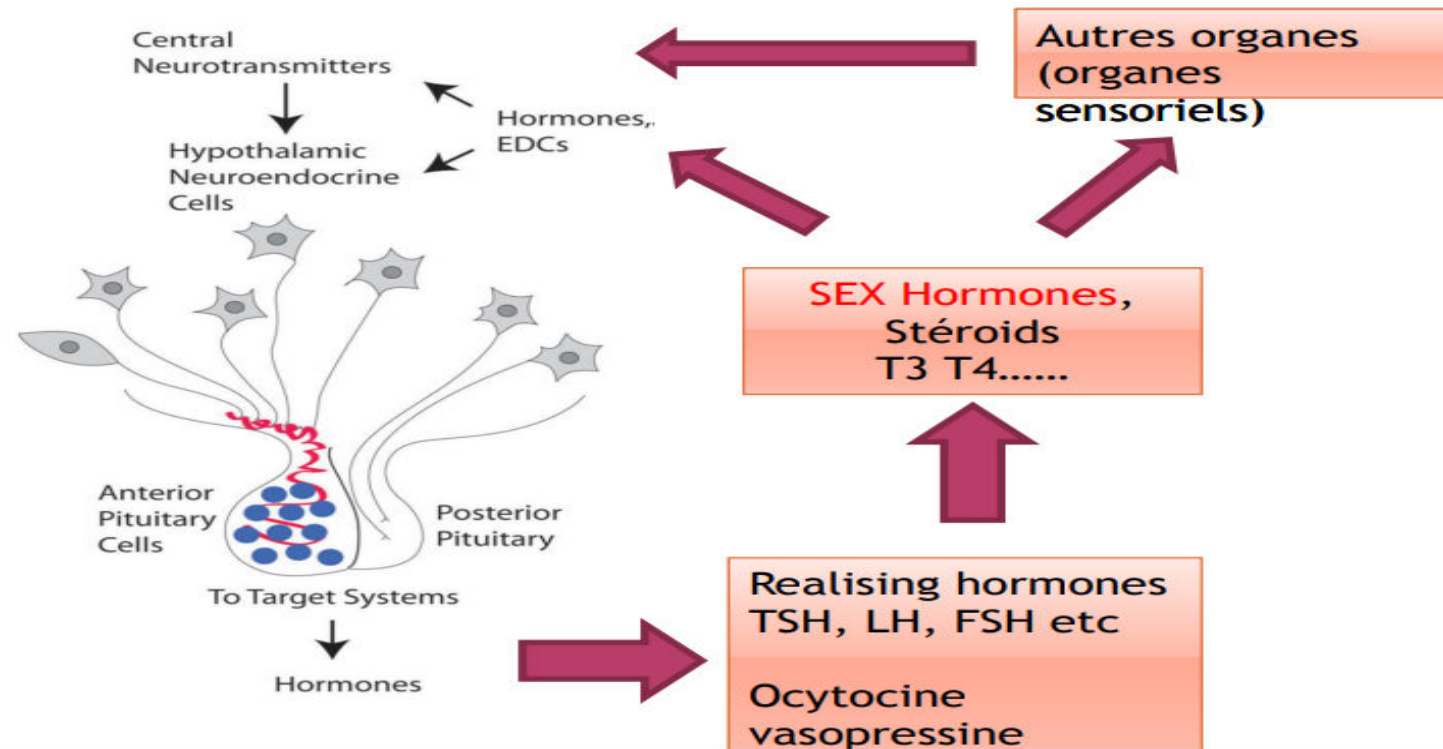 Central
Neurotransmitters
Hormones,.
EDCs
Hypothalamic
Neuroendocrine
Cells
Anterior
Pituitary
Cells
Posterior
Pituitary
To Target Systems
Hormones
Autres organes
(organes
sensoriels)
SEX Hormones,
Stéroids
T3 T4......
Realising hormones
TSH, LH, FSH etc
Ocytocine
vasopressine